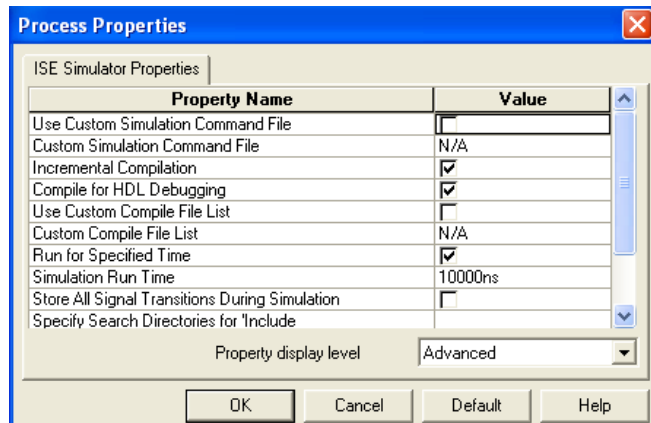 Process Properties
ISE Simulator Properties
Property Name Value
Use Custom Simulation Command File
Custom Simulation Command File N/A
Incremental Compilation
Compile for HDL Debugging
Use Custom Compile File List
Custom Compile File List N/A
Run for Specified Time
Simulation Run Time 10000ns
Store All Signal Transitions During Simulation
Specify Search Directories for 'Include
Property display level Advanced
OK Cancel Default Help